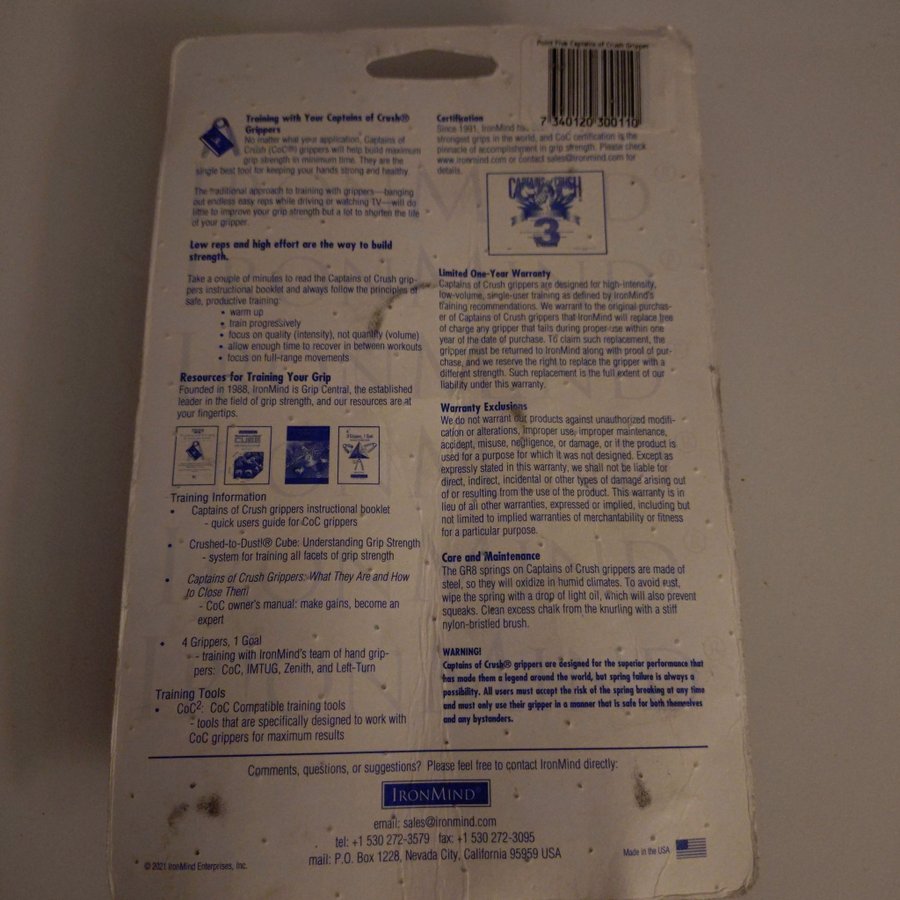 Point Five Captains of Crush Gripper
7 340120 300110
Training with Your Captains of Crush®
Grippers
No matter what your application, Captains of
Crush (CoC®) grippers will help build maximum
grip strength in minimum time. They are the
single best tool for keeping your hands strong and healthy.
The traditional approach to training with grippers—banging
out endless easy reps while driving or watching TV—will do
little to improve your grip strength but a lot to shorten the life
of your gripper.
Low reps and high effort are the way to build
strength.
Take a couple of minutes to read the Captains of Crush grip-
pers instructional booklet and always follow the principles of
safe, productive training:
• warm up
• train progressively
• focus on quality (intensity), not quantity (volume)
• allow enough time to recover in between workouts
• focus on full-range movements
Resources for Training Your Grip
Founded in 1988, IronMind is Grip Central, the established
leader in the field of grip strength, and our resources are at
your fingertips.
CUBE
Training Information
• Captains of Crush grippers instructional booklet
- quick users guide for CoC grippers
• Crushed-to-Dust!® Cube: Understanding Grip Strength
- system for training all facets of grip strength
• Captains of Crush Grippers: What They Are and How
to Close Them
- CoC owner's manual: make gains, become an
expert
• 4 Grippers, 1 Goal
- training with IronMind's team of hand grip-
pers: CoC, IMTUG, Zenith, and Left-Turn
Training Tools
• CoC²: CoC Compatible training tools
- tools that are specifically designed to work with
CoC grippers for maximum results
Certification
Since 1991, IronMind has
strongest grips in the world, and CoC certification is the
pinnacle of accomplishment in grip strength. Please check
www.ironmind.com or contact sales@ironmind.com for
details.
CAPTAINS OF CRUSH
3
Limited One-Year Warranty
Captains of Crush grippers are designed for high-intensity,
low-volume, single-user training as defined by IronMind's
training recommendations. We warrant to the original purchas-
er of Captains of Crush grippers that IronMind will replace free
of charge any gripper that fails during proper use within one
year of the date of purchase. To claim such replacement, the
gripper must be returned to IronMind along with proof of pur-
chase, and we reserve the right to replace the gripper with a
different strength. Such replacement is the full extent of our
liability under this warranty.
Warranty Exclusions
We do not warrant our products against unauthorized modifi-
cation or alterations, improper use, improper maintenance,
accident, misuse, negligence, or damage, or if the product is
used for a purpose for which it was not designed. Except as
expressly stated in this warranty, we shall not be liable for
direct, indirect, incidental or other types of damage arising out
of or resulting from the use of the product. This warranty is in
lieu of all other warranties, expressed or implied, including but
not limited to implied warranties of merchantability or fitness
for a particular purpose.
Care and Maintenance
The GR8 springs on Captains of Crush grippers are made of
steel, so they will oxidize in humid climates. To avoid rust,
wipe the spring with a drop of light oil, which will also prevent
squeaks. Clean excess chalk from the knurling with a stiff
nylon-bristled brush.
WARNING!
Captains of Crush® grippers are designed for the superior performance that
has made them a legend around the world, but spring failure is always a
possibility. All users must accept the risk of the spring breaking at any time
and must only use their gripper in a manner that is safe for both themselves
and any bystanders.
Comments, questions, or suggestions? Please feel free to contact IronMind directly:
IRONMIND®
email: sales@ironmind.com
tel: +1 530 272-3579 fax: +1 530 272-3095
mail: P.O. Box 1228, Nevada City, California 95959 USA
© 2021 IronMind Enterprises, Inc.
Made in the USA